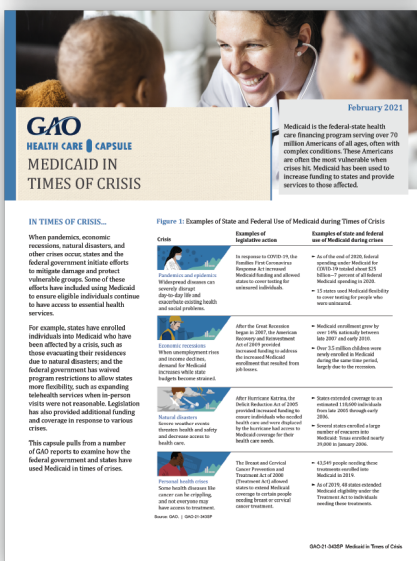 February 2021
Medicaid is the federal-state health
care financing program serving over 70
million Americans of all ages, often with
complex conditions. These Americans
are often the most vulnerable when
crises hit. Medicaid has been used to
increase funding to states and provide
services to those affected.
GAO
HEALTH CARE CAPSULE
MEDICAID IN
TIMES OF CRISIS
IN TIMES OF CRISIS...
When pandemics, economic
recessions, natural disasters, and
other crises occur, states and the
federal government initiate efforts
to mitigate damage and protect
vulnerable groups. Some of these
efforts have included using Medicaid
to ensure eligible individuals continue
to have access to essential health
services.
For example, states have enrolled
individuals into Medicaid who have
been affected by a crisis, such as
those evacuating their residences
due to natural disasters; and the
federal government has waived
program restrictions to allow states
more flexibility, such as expanding
telehealth services when in-person
visits were not reasonable. Legislation
has also provided additional funding
and coverage in response to various
crises.
This capsule pulls from a number
of GAO reports to examine how the
federal government and states have
used Medicaid in times of crises.
Figure 1: Examples of State and Federal Use of Medicaid during Times of Crisis
Crisis
Examples of
legislative action
Examples of state and federal
use of Medicaid during crises
Pandemics and epidemics
Widespread diseases can
severely disrupt
day-to-day life and
exacerbate existing health
and social problems.
In response to COVID-19, the
Families First Coronavirus
Response Act increased
Medicaid funding and allowed
states to cover testing for
uninsured individuals.
As of the end of 2020, federal
spending under Medicaid for
COVID-19 totaled about $25
billion—7 percent of all federal
Medicaid spending in 2020.
15 states used Medicaid flexibility
to cover testing for people who
were uninsured.
Economic recessions
When unemployment rises
and income declines,
demand for Medicaid
increases while state
budgets become strained.
After the Great Recession
began in 2007, the American
Recovery and Reinvestment
Act of 2009 provided
increased funding to address
the increased Medicaid
enrollment that resulted from
job losses.
Medicaid enrollment grew by
over 14% nationally between
late 2007 and early 2010.
Over 3.5 million children were
newly enrolled in Medicaid
during the same time period,
largely due to the recession.
Natural disasters
Severe weather events
threaten health and safety
and decrease access to
health care.
After Hurricane Katrina, the
Deficit Reduction Act of 2005
provided increased funding to
ensure individuals who needed
health care and were displaced
by the hurricane had access to
Medicaid coverage for their
health care needs.
States extended coverage to an
estimated 118,600 individuals
from late 2005 through early
2006.
Several states enrolled a large
number of evacuees into
Medicaid: Texas enrolled nearly
39,000 in January 2006.
Personal health crises
Some health diseases like
cancer can be crippling,
and not everyone may
have access to treatment.
The Breast and Cervical
Cancer Prevention and
Treatment Act of 2000
(Treatment Act) allowed
states to extend Medicaid
coverage to certain people
needing breast or cervical
cancer treatment.
43,549 people needing these
treatments enrolled into
Medicaid in 2019.
As of 2019, 48 states extended
Medicaid eligibility under the
Treatment Act to individuals
needing these treatments.
Source: GAO. | GAO-21-343SP
GAO-21-343SP Medicaid in Times of Crisis